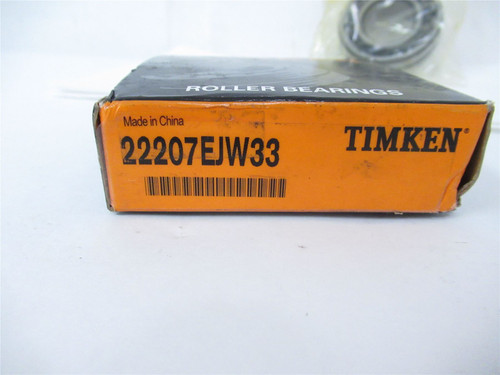 ROLLER BEARINGS
Made in China
22207EJW33
TIMKEN®